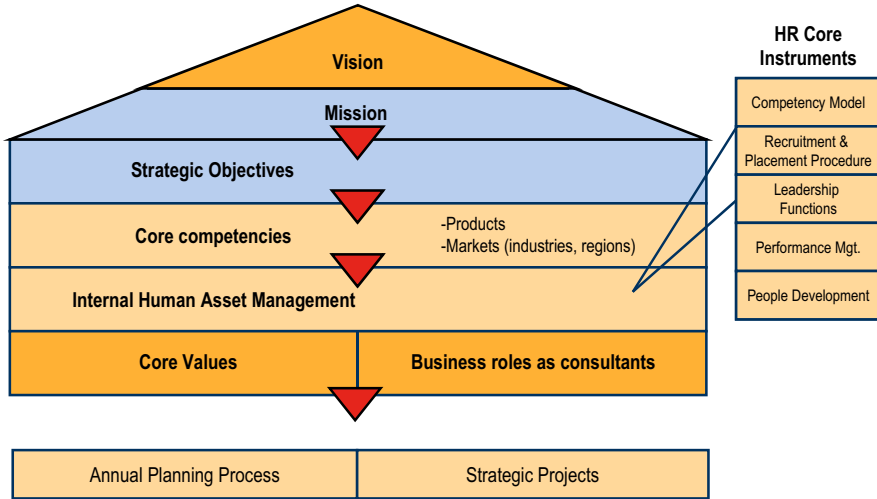 Vision
Mission
Strategic Objectives
Core competencies
-Products
-Markets (industries, regions)
Internal Human Asset Management
Core Values
Business roles as consultants
Annual Planning Process
Strategic Projects
HR Core
Instruments
Competency Model
Recruitment &
Placement Procedure
Leadership
Functions
Performance Mgt.
People Development